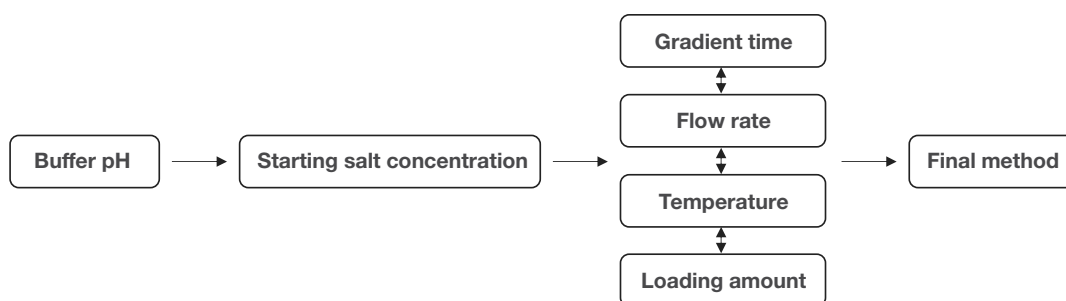 Buffer pH
Starting salt concentration
Gradient time
Flow rate
Temperature
Loading amount
Final method